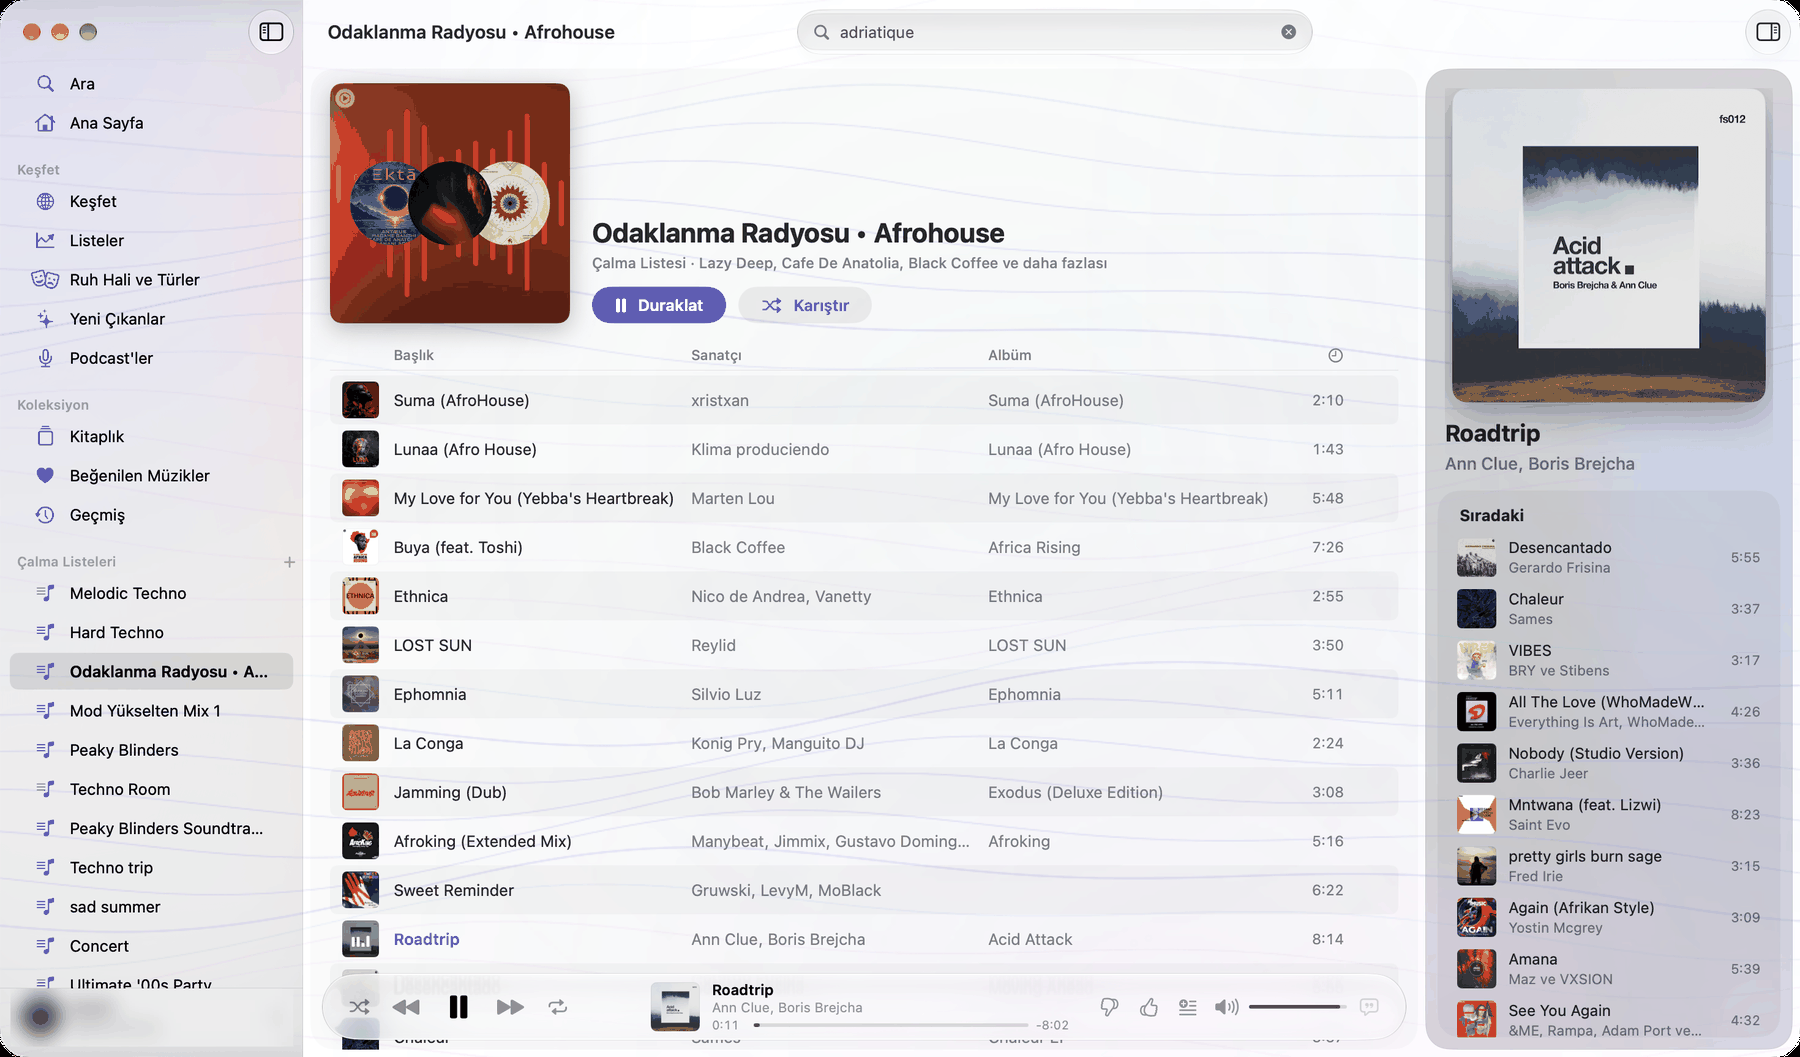 Odaklanma Radyosu • Afrohouse
adriatique
Ara
Ana Sayfa
Keşfet
Keşfet
Listeler
Ruh Hali ve Türler
Yeni Çıkanlar
Podcast'ler
Koleksiyon
Kitaplık
Beğenilen Müzikler
Geçmiş
Çalma Listeleri
Melodic Techno
Hard Techno
Odaklanma Radyosu • A...
Mod Yükselten Mix 1
Peaky Blinders
Techno Room
Peaky Blinders Soundtra...
Techno trip
sad summer
Concert
Ultimate '00s Party
Ekta
Odaklanma Radyosu • Afrohouse
Çalma Listesi · Lazy Deep, Cafe De Anatolia, Black Coffee ve daha fazlası
Duraklat
Karıştır
Başlık Sanatçı Albüm
Suma (AfroHouse) xristxan Suma (AfroHouse) 2:10
Lunaa (Afro House) Klima produciendo Lunaa (Afro House) 1:43
My Love for You (Yebba's Heartbreak) Marten Lou My Love for You (Yebba's Heartbreak) 5:48
Buya (feat. Toshi) Black Coffee Africa Rising 7:26
ETHNICA
Ethnica Nico de Andrea, Vanetty Ethnica 2:55
LOST SUN Reylid LOST SUN 3:50
Ephomnia Silvio Luz Ephomnia 5:11
La Conga Konig Pry, Manguito DJ La Conga 2:24
Jamming (Dub) Bob Marley & The Wailers Exodus (Deluxe Edition) 3:08
Afroking (Extended Mix) Manybeat, Jimmix, Gustavo Doming... Afroking 5:16
Sweet Reminder Gruwski, LevyM, MoBlack 6:22
Roadtrip Ann Clue, Boris Brejcha Acid Attack 8:14
Chaleur Sames Chaleur EP 3:37
Roadtrip
Ann Clue, Boris Brejcha
0:11 -8:02
fs012
Acid
attack
Boris Brejcha & Ann Clue
Roadtrip
Ann Clue, Boris Brejcha
Sıradaki
Desencantado
Gerardo Frisina
5:55
Chaleur
Sames
3:37
VIBES
BRY ve Stibens
3:17
All The Love (WhoMadeW...
Everything Is Art, WhoMade...
4:26
Nobody (Studio Version)
Charlie Jeer
3:36
Mntwana (feat. Lizwi)
Saint Evo
8:23
pretty girls burn sage
Fred Irie
3:15
AGAIN
Again (Afrikan Style)
Yostin Mcgrey
3:09
Amana
Maz ve VXSION
5:39
See You Again
&ME, Rampa, Adam Port ve...
4:32